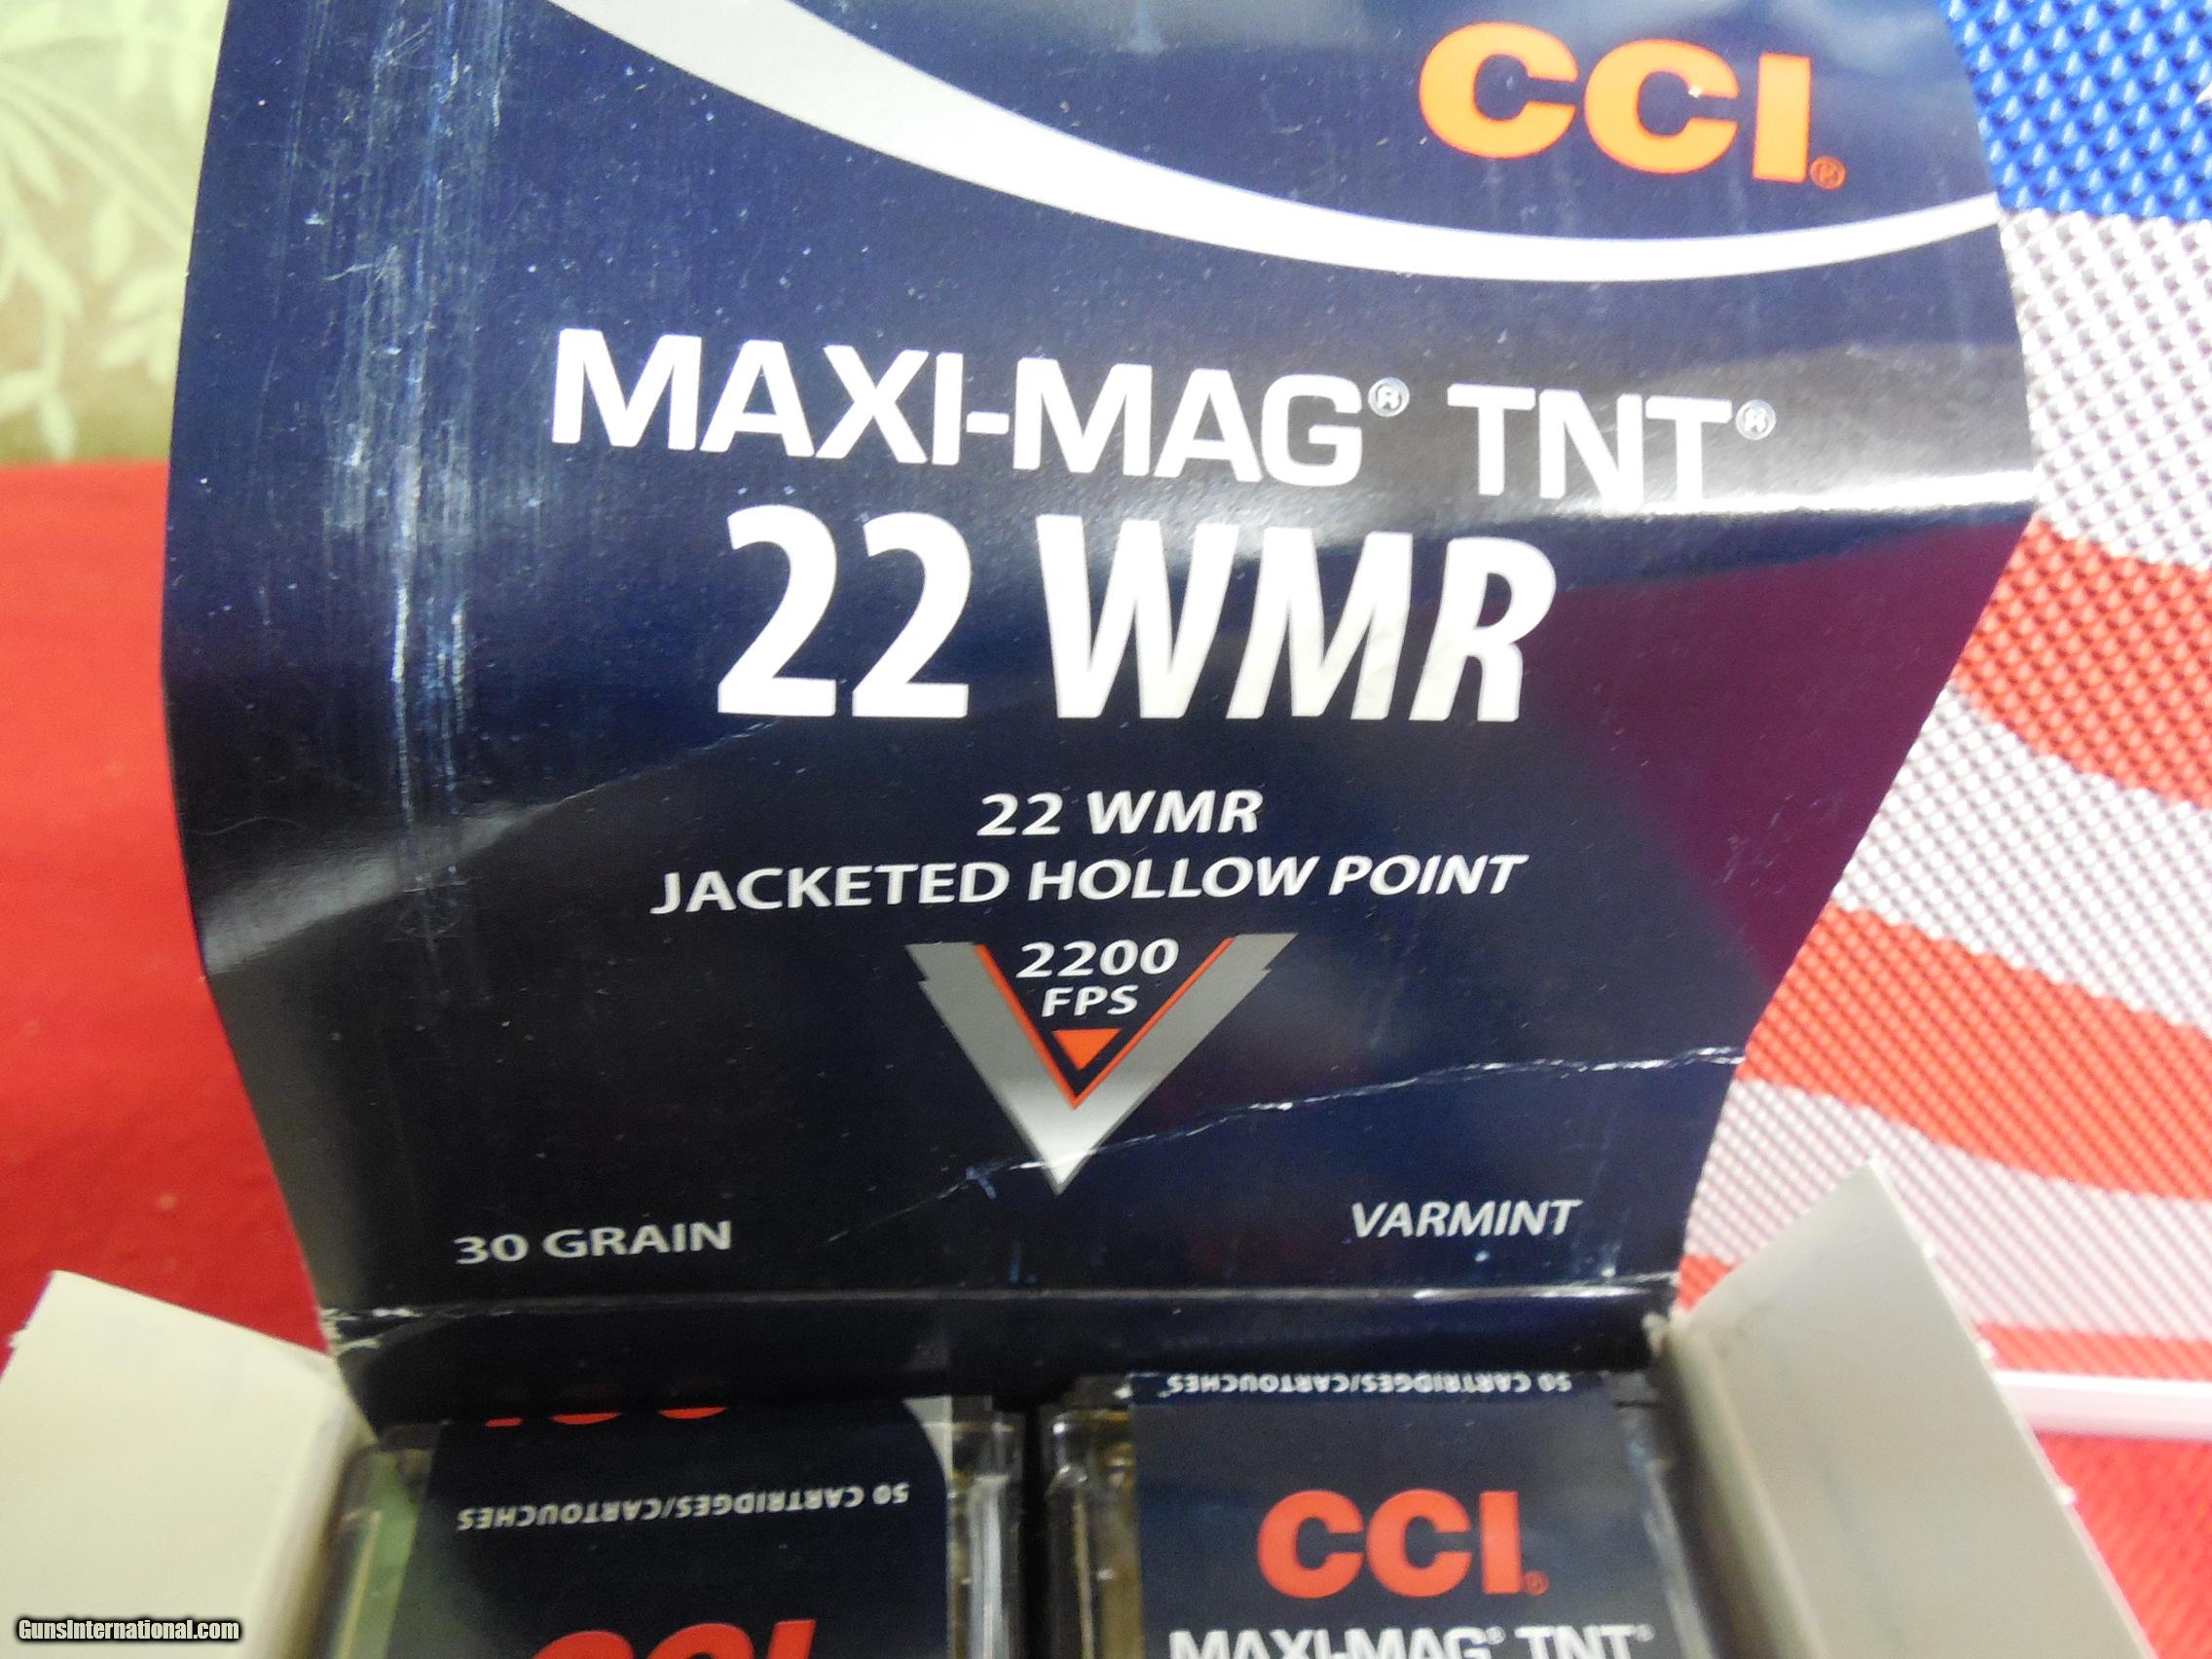 CCI®
MAXI-MAG® TNT®
22 WMR
22 WMR
JACKETED HOLLOW POINT
2200
FPS
30 GRAIN
VARMINT
50 CARTRIDGES/CARTOUCHES
50 CARTRIDGES/CARTOUCHES
CCI®
CCI
MAXI-MAG® TNT®
GunsInternational.com